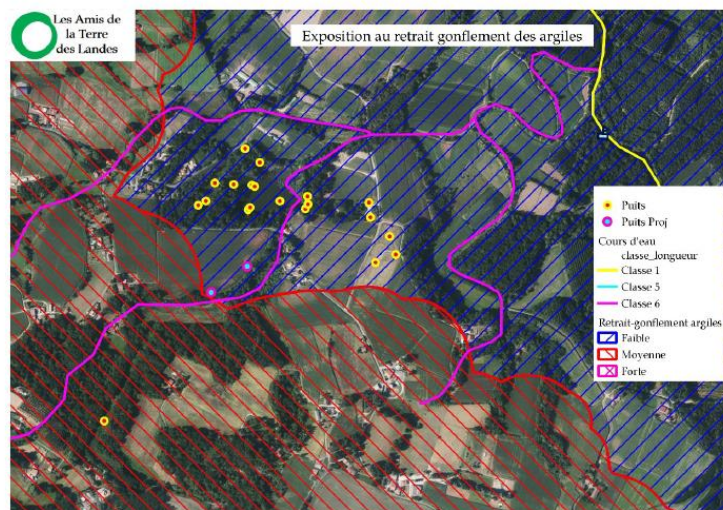 Les Amis de
la Terre
des Landes
Exposition au retrait gonflement des argiles
Puits
Puits Proj
Cours d'eau
classe_longueur
Classe 1
Classe 5
Classe 6
Retrait-gonflement argiles
Faible
Moyenne
Forte